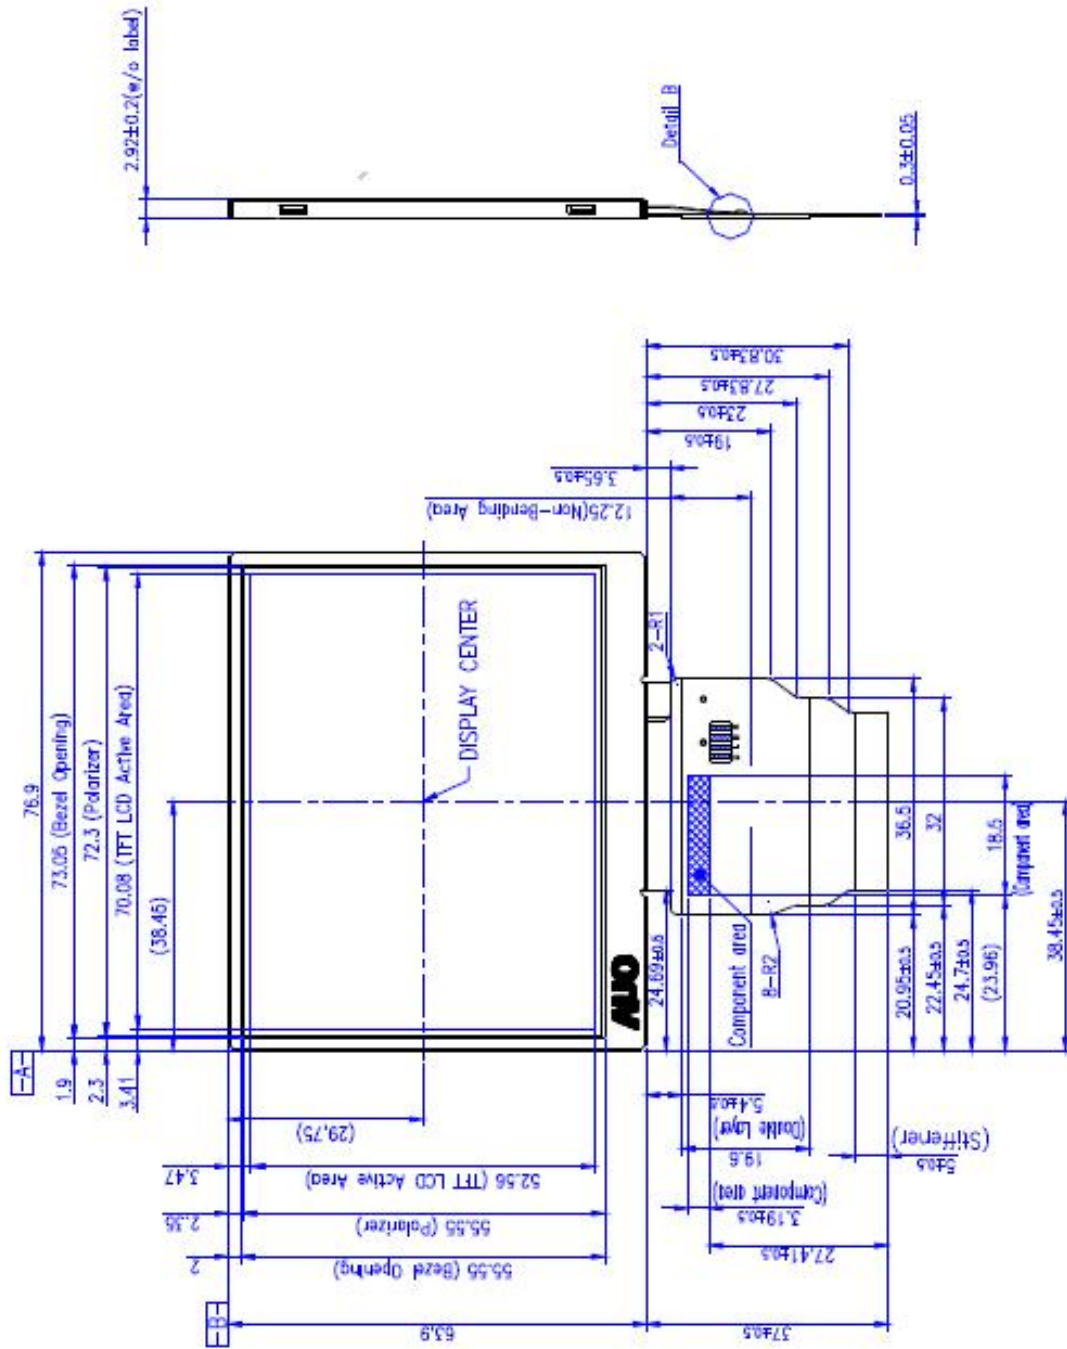 2.92±0.2(w/o label)
Detail B
0.3±0.05
30.83±0.5
27.83±0.5
23±0.5
19±0.5
3.65±0.5
12.25(Non-Bending Area)
76.9
73.05 (Bezel Opening)
72.3 (Polarizer)
70.08 (TFT LCD Active Area)
(38.45)
DISPLAY CENTER
2-R1
-A-
1.9
2.3
3.41
AUO
24.69±0.5
Component area
8-R2
36.5
32
18.5
(Component area)
20.95±0.5
22.45±0.5
24.7±0.5
(23.96)
38.45±0.5
(29.75)
3.47
52.56 (TFT LCD Active Area)
2.35
55.55 (Polarizer)
2
55.55 (Bezel Opening)
-B-
63.9
5.4±0.5
19.6
(Double Layer)
5±0.5
(Stiffener)
3.19±0.5
(Component area)
27.41±0.5
37±0.5